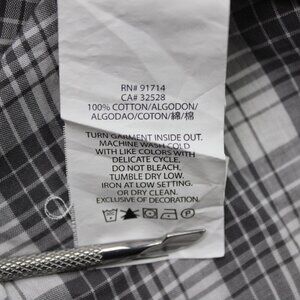 RN# 91714
CA# 32528
100% COTTON/ALGODON/
ALGODAO/COTON/綿/棉
TURN GARMENT INSIDE OUT.
MACHINE WASH COLD
WITH LIKE COLORS WITH
DELICATE CYCLE.
DO NOT BLEACH.
TUMBLE DRY LOW.
IRON AT LOW SETTING.
OR DRY CLEAN.
EXCLUSIVE OF DECORATION.